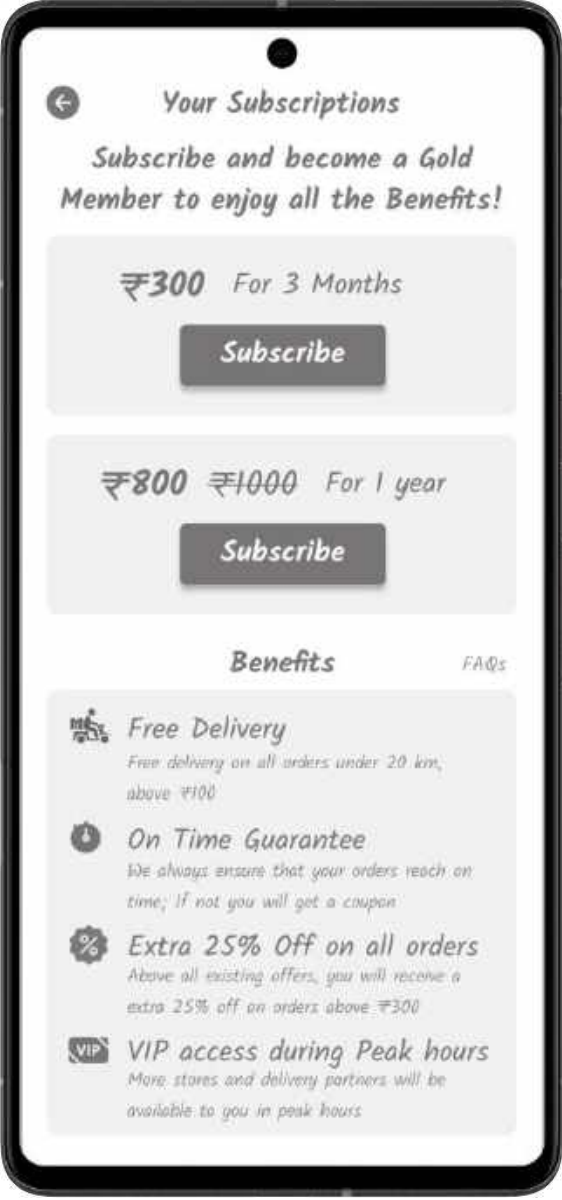 Your Subscriptions
Subscribe and become a Gold
Member to enjoy all the Benefits!
₹300 For 3 Months
Subscribe
₹800 ₹1000 For 1 year
Subscribe
Benefits FAQs
Free Delivery
Free delivery on all orders under 20 km,
above ₹100
On Time Guarantee
We always ensure that your orders reach on
time; If not you will get a coupon
Extra 25% Off on all orders
Above all existing offers, you will receive a
extra 25% off on orders above ₹300
VIP
VIP access during Peak hours
More stores and delivery partners will be
available to you in peak hours